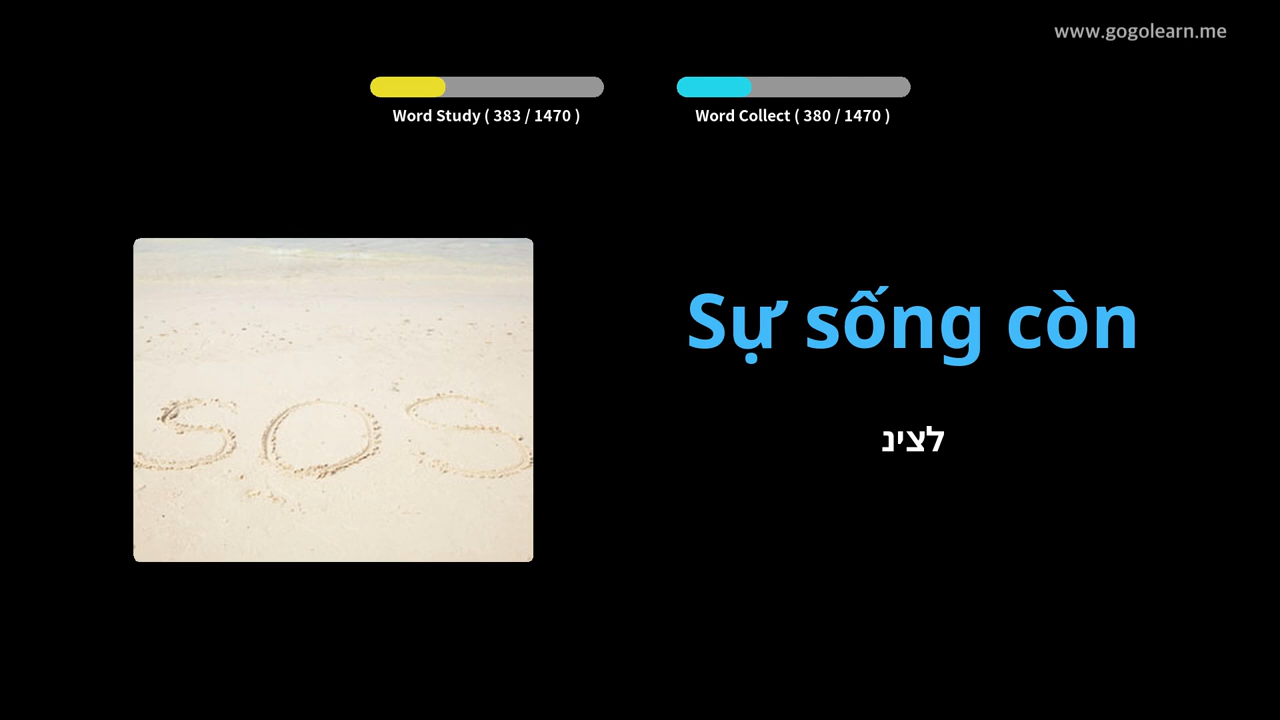 www.gogolearn.me
Word Study ( 383 / 1470 )
Word Collect ( 380 / 1470 )
SOS
Sự sống còn
לצינ